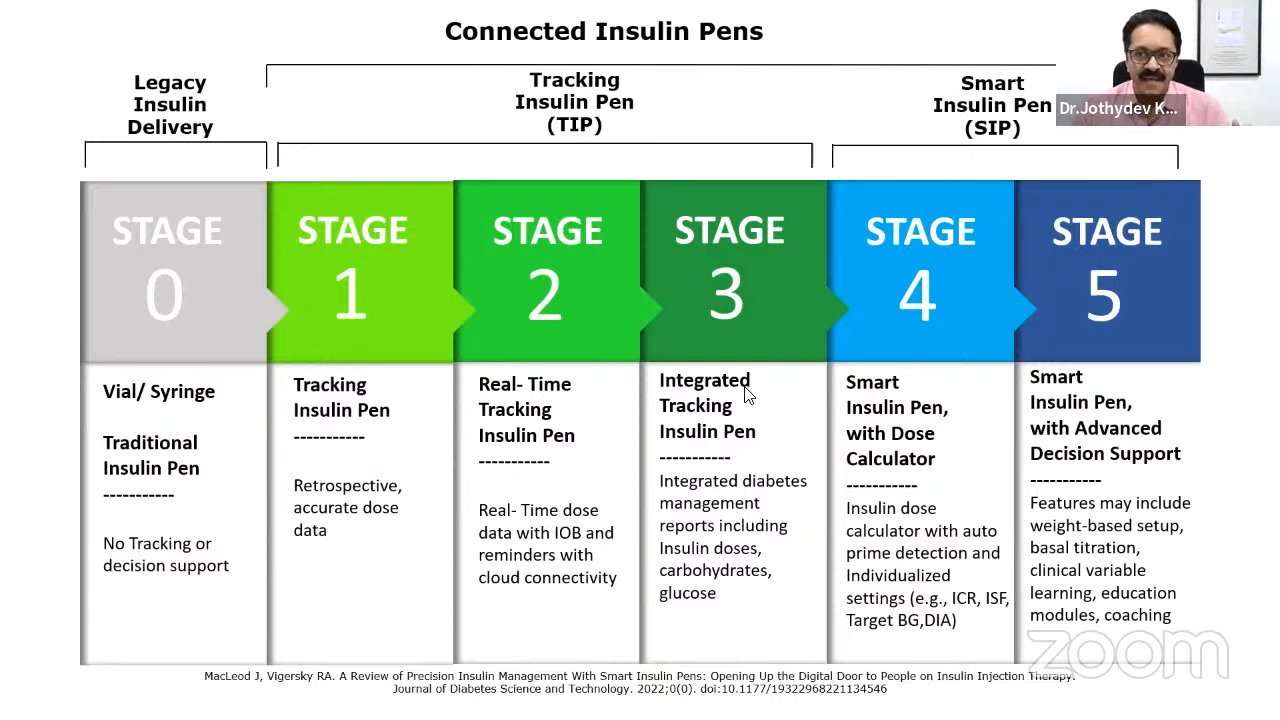 Connected Insulin Pens
Legacy
Insulin
Delivery
Tracking
Insulin Pen
(TIP)
Smart
Insulin Pen
(SIP)
Dr.Jothydev K...
STAGE
0
STAGE
1
STAGE
2
STAGE
3
STAGE
4
STAGE
5
Vial/ Syringe
Traditional
Insulin Pen
-----------
No Tracking or
decision support
Tracking
Insulin Pen
-----------
Retrospective,
accurate dose
data
Real- Time
Tracking
Insulin Pen
-----------
Real- Time dose
data with IOB and
reminders with
cloud connectivity
Integrated
Tracking
Insulin Pen
-----------
Integrated diabetes
management
reports including
Insulin doses,
carbohydrates,
glucose
Smart
Insulin Pen,
with Dose
Calculator
-----------
Insulin dose
calculator with auto
prime detection and
Individualized
settings (e.g., ICR, ISF,
Target BG,DIA)
Smart
Insulin Pen,
with Advanced
Decision Support
-----------
Features may include
weight-based setup,
basal titration,
clinical variable
learning, education
modules, coaching
zoom
MacLeod J, Vigersky RA. A Review of Precision Insulin Management With Smart Insulin Pens: Opening Up the Digital Door to People on Insulin Injection Therapy.
Journal of Diabetes Science and Technology. 2022;0(0). doi:10.1177/19322968221134546